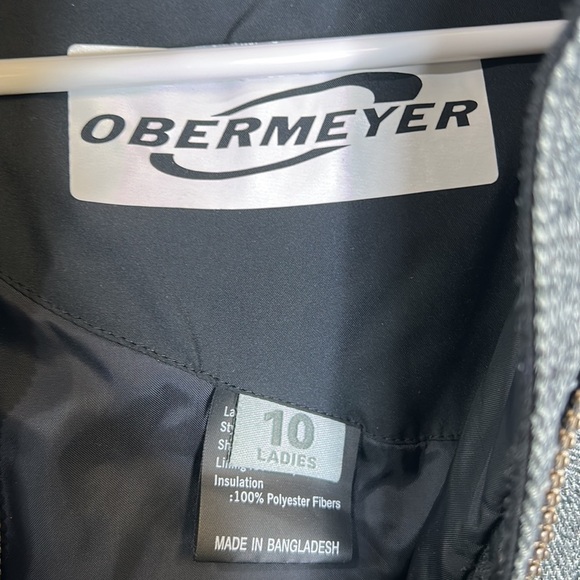 OBERMEYER
10
LADIES
Insulation
:100% Polyester Fibers
MADE IN BANGLADESH